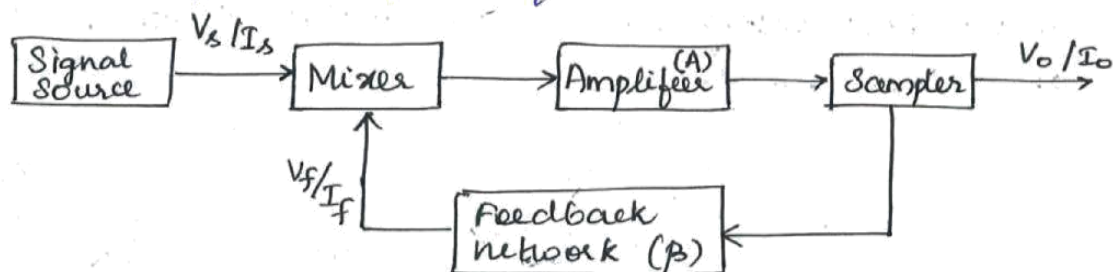 Signal
Source
Vs/Is
Mixer
Amplifier
(A)
Sampler
Vo/Io
Vf/If
Feedback
network (β)